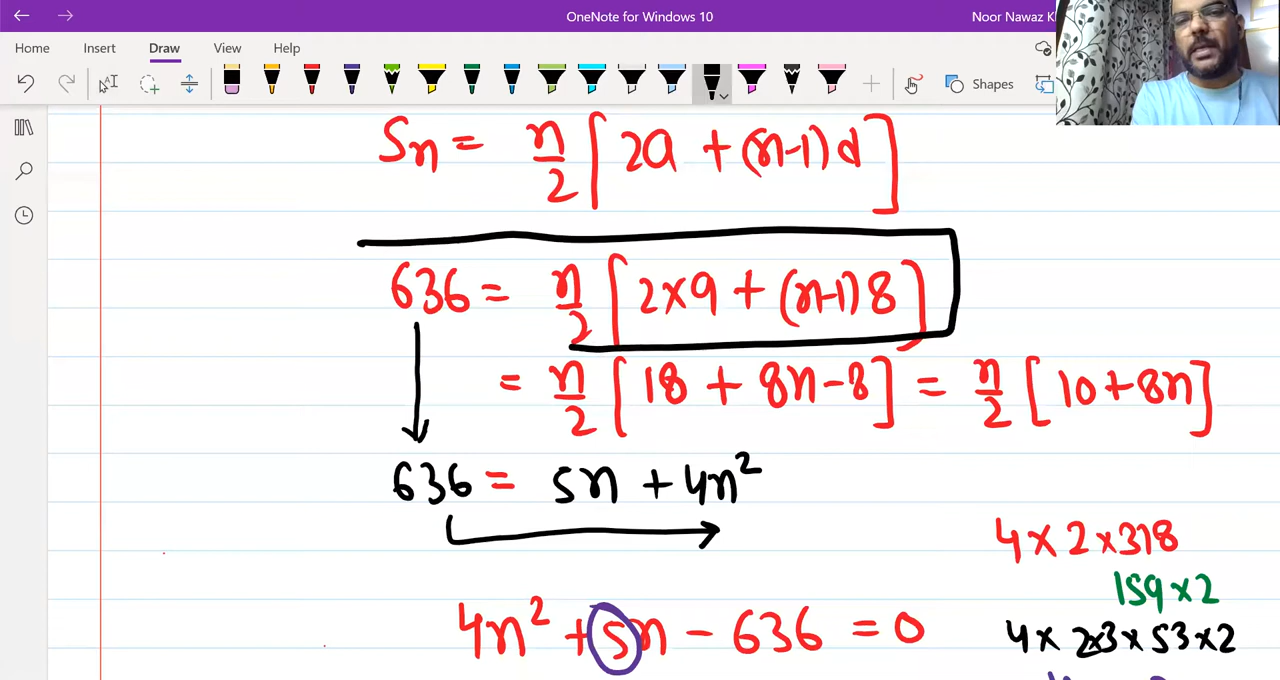 OneNote for Windows 10
Noor Nawaz K
Home Insert Draw View Help
Shapes
Sn = n/2 [2a + (n-1)d]
636 = n/2 [2×9 + (n-1)8]
= n/2 [18 + 8n-8] = n/2 [10+8n]
636 = 5n + 4n²
4×2×318
159×2
4n² + 5n - 636 = 0
4× 2×3× 53×2